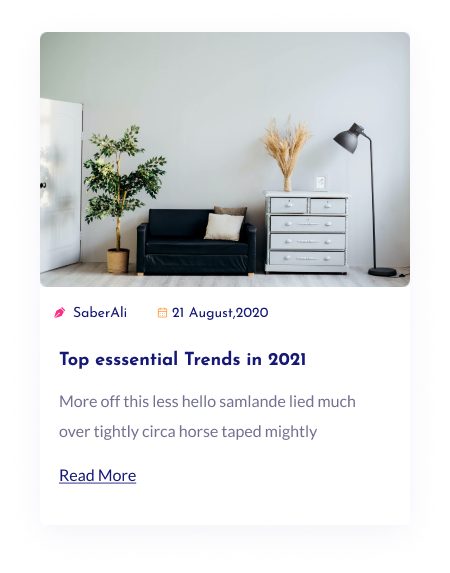 SaberAli
21 August,2020
Top esssential Trends in 2021
More off this less hello samlande lied much
over tightly circa horse taped mightly
Read More